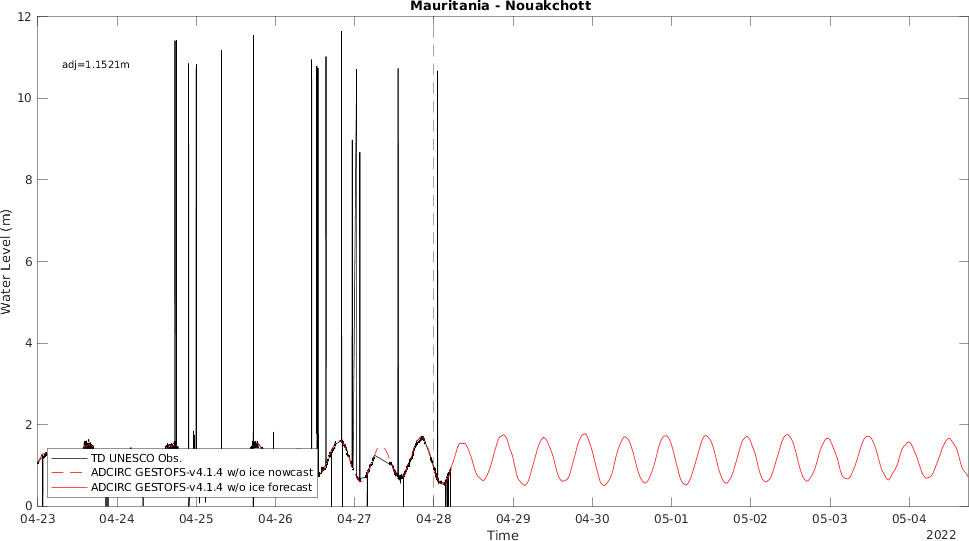 Mauritania - Nouakchott
12
10
8
6
4
2
0
Water Level (m)
adj=1.1521m
TD UNESCO Obs.
ADCIRC GESTOFS-v4.1.4 w/o ice nowcast
ADCIRC GESTOFS-v4.1.4 w/o ice forecast
04-23 04-24 04-25 04-26 04-27 04-28 04-29 04-30 05-01 05-02 05-03 05-04
Time
2022